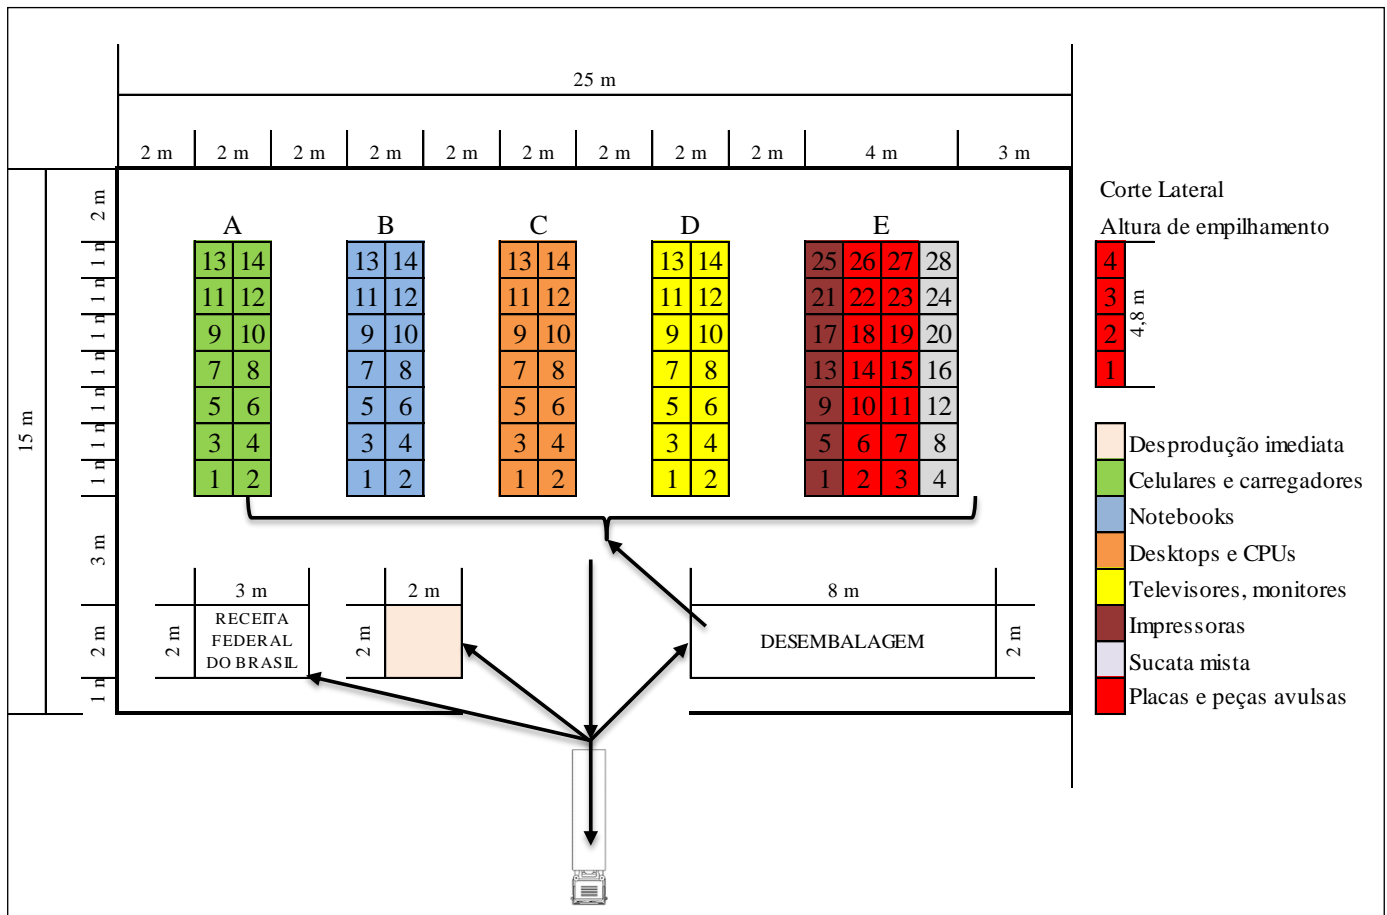 25 m
2 m 2 m 2 m 2 m 2 m 2 m 2 m 2 m 2 m 4 m 3 m
15 m
2 m
1 m
1 m
1 m
1 m
1 m
1 m
1 m
3 m
2 m
1 m
A B C D E
13 14 13 14 13 14 13 14 25 26 27 28
11 12 11 12 11 12 11 12 21 22 23 24
9 10 9 10 9 10 9 10 17 18 19 20
7 8 7 8 7 8 7 8 13 14 15 16
5 6 5 6 5 6 5 6 9 10 11 12
3 4 3 4 3 4 3 4 5 6 7 8
1 2 1 2 1 2 1 2 1 2 3 4
3 m 2 m 8 m
2 m
RECEITA
FEDERAL
DO BRASIL
2 m
DESEMBALAGEM
2 m
Corte Lateral
Altura de empilhamento
4
3
2
1
4,8 m
Desprodução imediata
Celulares e carregadores
Notebooks
Desktops e CPUs
Televisores, monitores
Impressoras
Sucata mista
Placas e peças avulsas